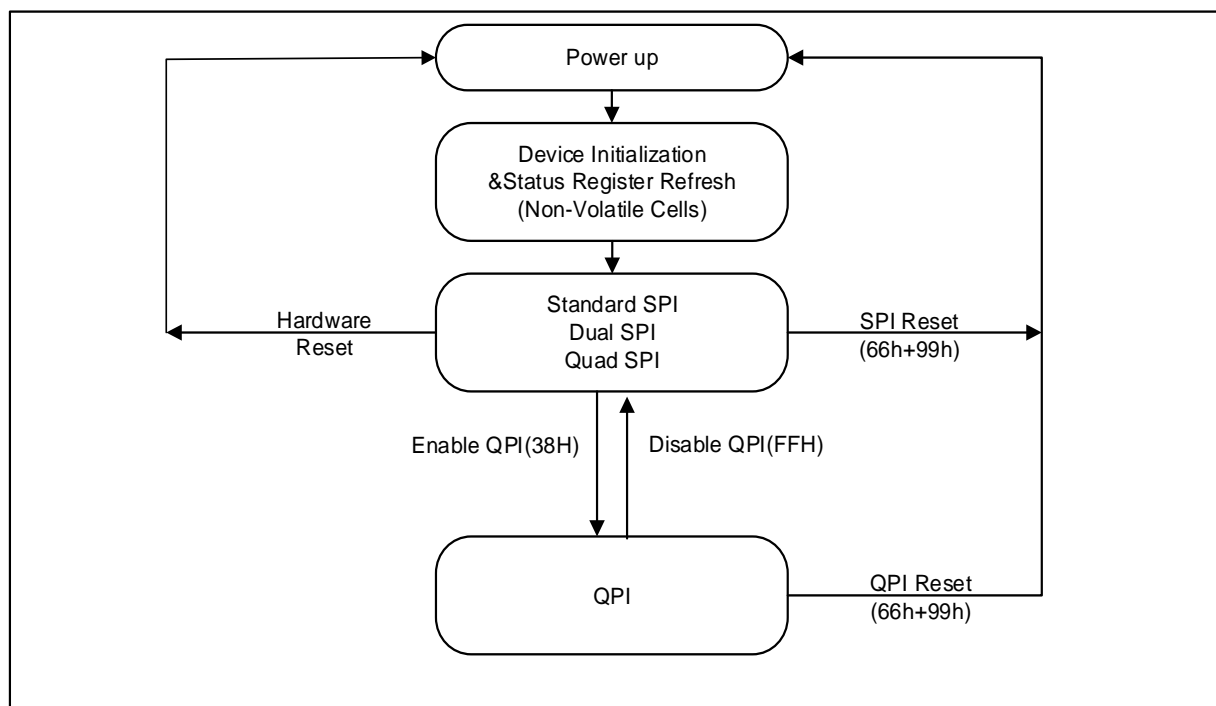 Power up
Device Initialization
&Status Register Refresh
(Non-Volatile Cells)
Standard SPI
Dual SPI
Quad SPI
Hardware
Reset
SPI Reset
(66h+99h)
Enable QPI(38H)
Disable QPI(FFH)
QPI
QPI Reset
(66h+99h)